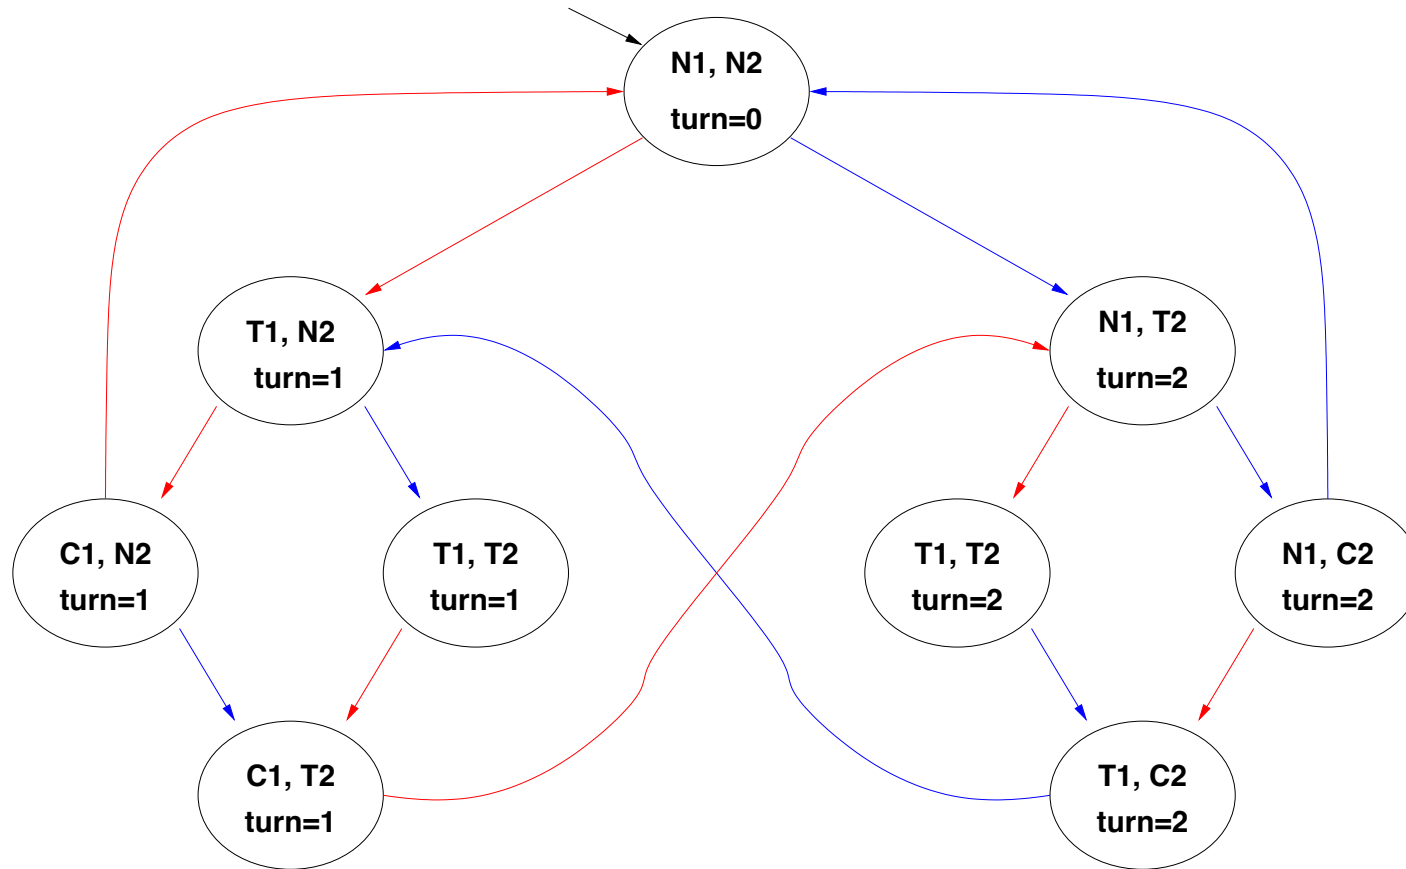 N1, N2
turn=0
T1, N2
turn=1
N1, T2
turn=2
C1, N2
turn=1
T1, T2
turn=1
T1, T2
turn=2
N1, C2
turn=2
C1, T2
turn=1
T1, C2
turn=2